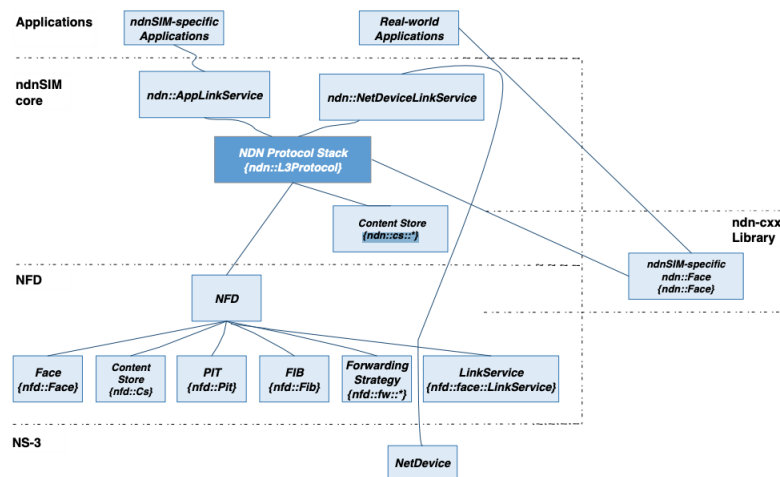 Applications
ndnSIM-specific
Applications
Real-world
Applications
ndnSIM
core
ndn::AppLinkService
ndn::NetDeviceLinkService
NDN Protocol Stack
{ndn::L3Protocol}
Content Store
{ndn::cs::*}
ndn-cxx
Library
ndnSIM-specific
ndn::Face
{ndn::Face}
NFD
NFD
Face
{nfd::Face}
Content
Store
{nfd::Cs}
PIT
{nfd::Pit}
FIB
{nfd::Fib}
Forwarding
Strategy
{nfd::fw::*}
LinkService
{nfd::face::LinkService}
NS-3
NetDevice